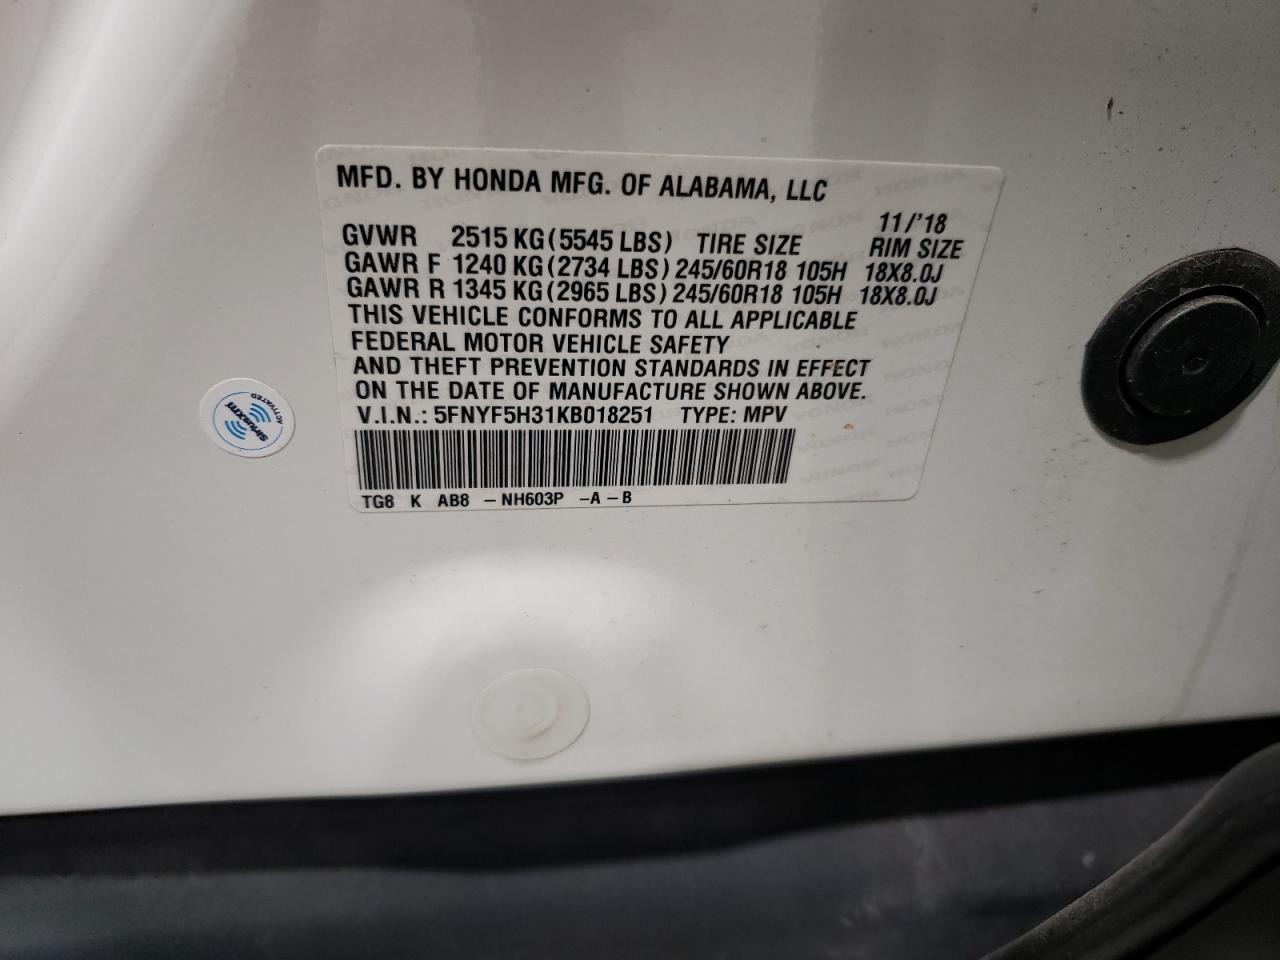 MFD. BY HONDA MFG. OF ALABAMA, LLC
11/'18
GVWR 2515 KG (5545 LBS) TIRE SIZE RIM SIZE
GAWR F 1240 KG (2734 LBS) 245/60R18 105H 18X8.0J
GAWR R 1345 KG (2965 LBS) 245/60R18 105H 18X8.0J
THIS VEHICLE CONFORMS TO ALL APPLICABLE
FEDERAL MOTOR VEHICLE SAFETY
AND THEFT PREVENTION STANDARDS IN EFFECT
ON THE DATE OF MANUFACTURE SHOWN ABOVE.
V.I.N.: 5FNYF5H31KB018251 TYPE: MPV
TG8 K AB8 – NH603P – A – B
SiriusXM
ACTIVATED